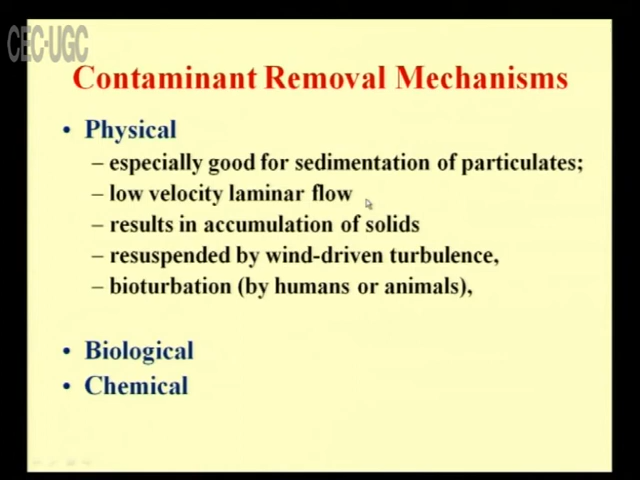 CEC-UGC
Contaminant Removal Mechanisms
• Physical
– especially good for sedimentation of particulates;
– low velocity laminar flow
– results in accumulation of solids
– resuspended by wind-driven turbulence,
– bioturbation (by humans or animals),
• Biological
• Chemical